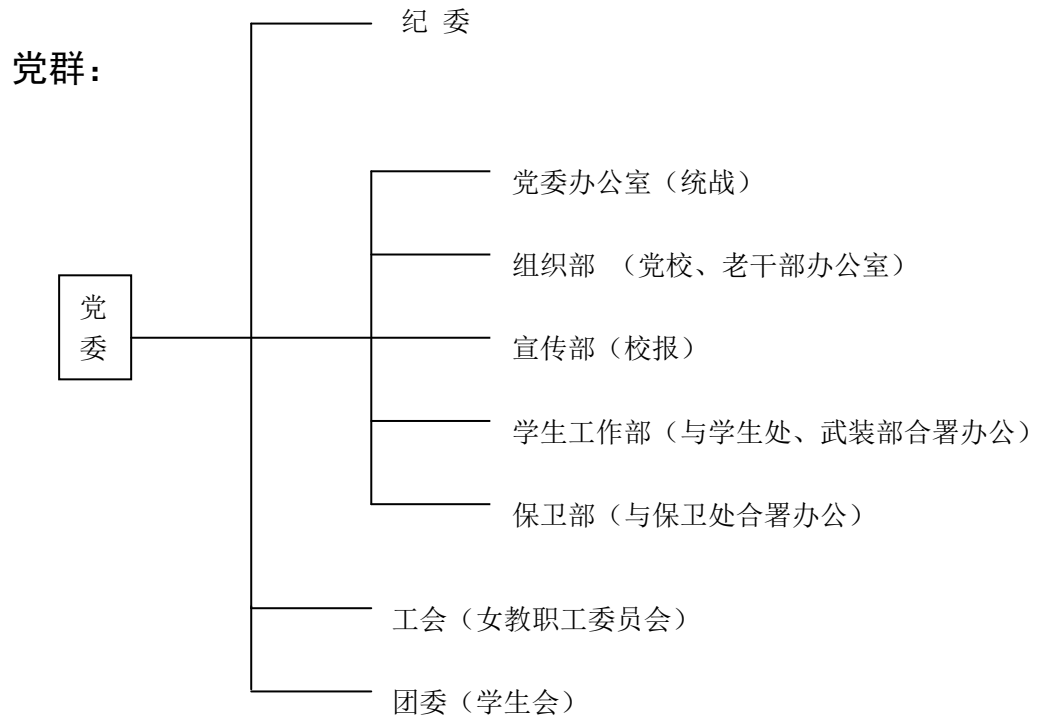 纪 委
党群：
党委办公室（统战）
组织部 （党校、老干部办公室）
党
委
宣传部（校报）
学生工作部（与学生处、武装部合署办公）
保卫部（与保卫处合署办公）
工会（女教职工委员会）
团委（学生会）